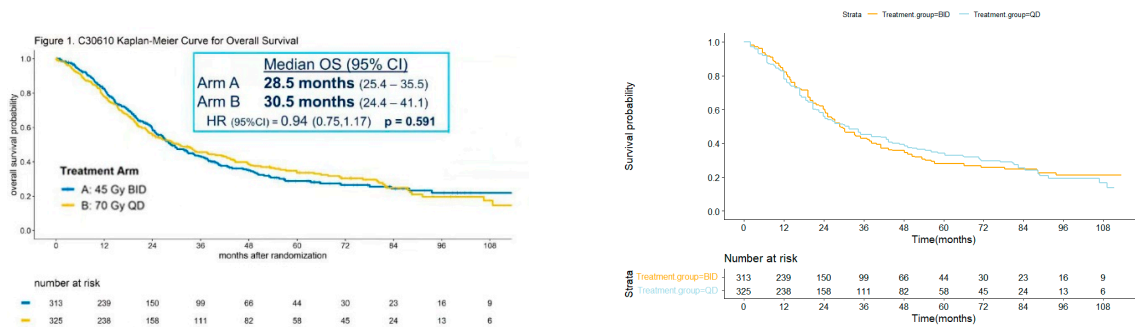 Figure 1. C30610 Kaplan-Meier Curve for Overall Survival
Median OS (95% CI)
Arm A 28.5 months (25.4 – 35.5)
Arm B 30.5 months (24.4 – 41.1)
HR (95%CI) = 0.94 (0.75,1.17) p = 0.591
overall survival probability
1.0
0.8
0.6
0.4
0.2
0.0
Treatment Arm
A: 45 Gy BID
B: 70 Gy QD
0 12 24 36 48 60 72 84 96 108
months after randomization
number at risk
313 239 150 99 66 44 30 23 16 9
325 238 158 111 82 58 45 24 13 6
Strata Treatment.group=BID Treatment.group=QD
Survival probability
1.0
0.8
0.6
0.4
0.2
0.0
0 12 24 36 48 60 72 84 96 108
Time(months)
Number at risk
Strata
Treatment.group=BID 313 239 150 99 66 44 30 23 16 9
Treatment.group=QD 325 238 158 111 82 58 45 24 13 6
0 12 24 36 48 60 72 84 96 108
Time(months)